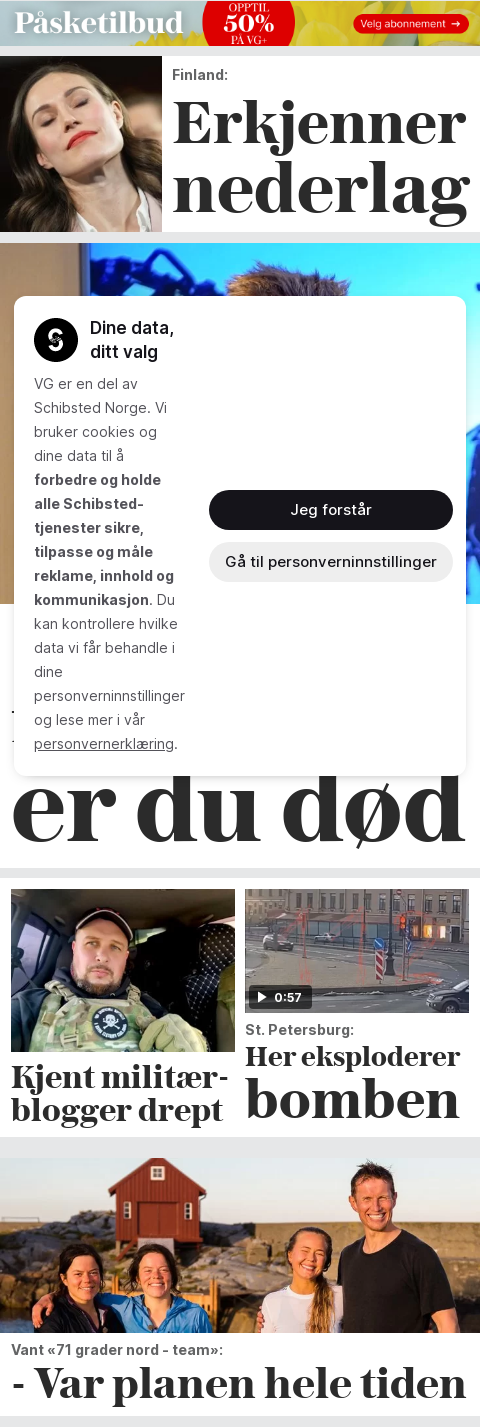 Påsketilbud
OPPTIL
50%
PÅ VG+
Velg abonnement →
Finland:
Erkjenner
nederlag
Dine data,
ditt valg
VG er en del av
Schibsted Norge. Vi
bruker cookies og
dine data til å
forbedre og holde
alle Schibsted-
tjenester sikre,
tilpasse og måle
reklame, innhold og
kommunikasjon. Du
kan kontrollere hvilke
data vi får behandle i
dine
personverninnstillinger
og lese mer i vår
personvernerklæring.
Jeg forstår
Gå til personverninnstillinger
er du død
Kjent militær-
blogger drept
0:57
St. Petersburg:
Her eksploderer
bomben
Vant «71 grader nord - team»:
- Var planen hele tiden